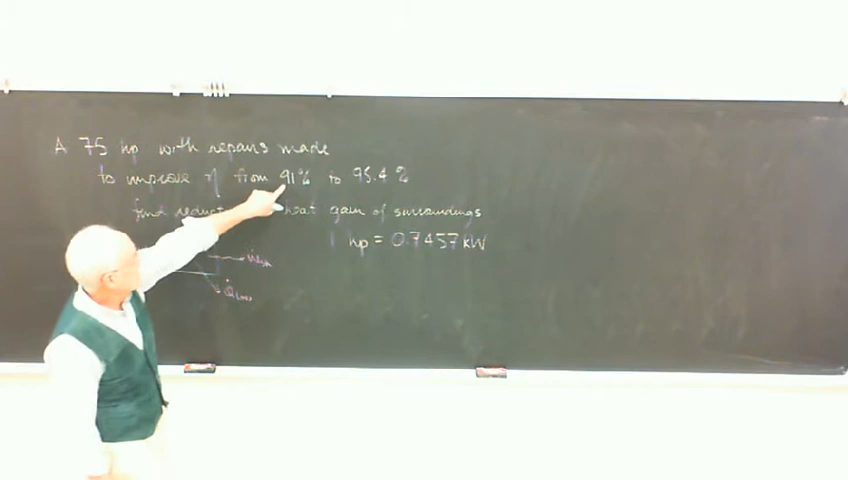 A 75 hp with repairs made
to improve η from 91% to 95.4%
find heat gain of surroundings
1 hp = 0.7457 kW